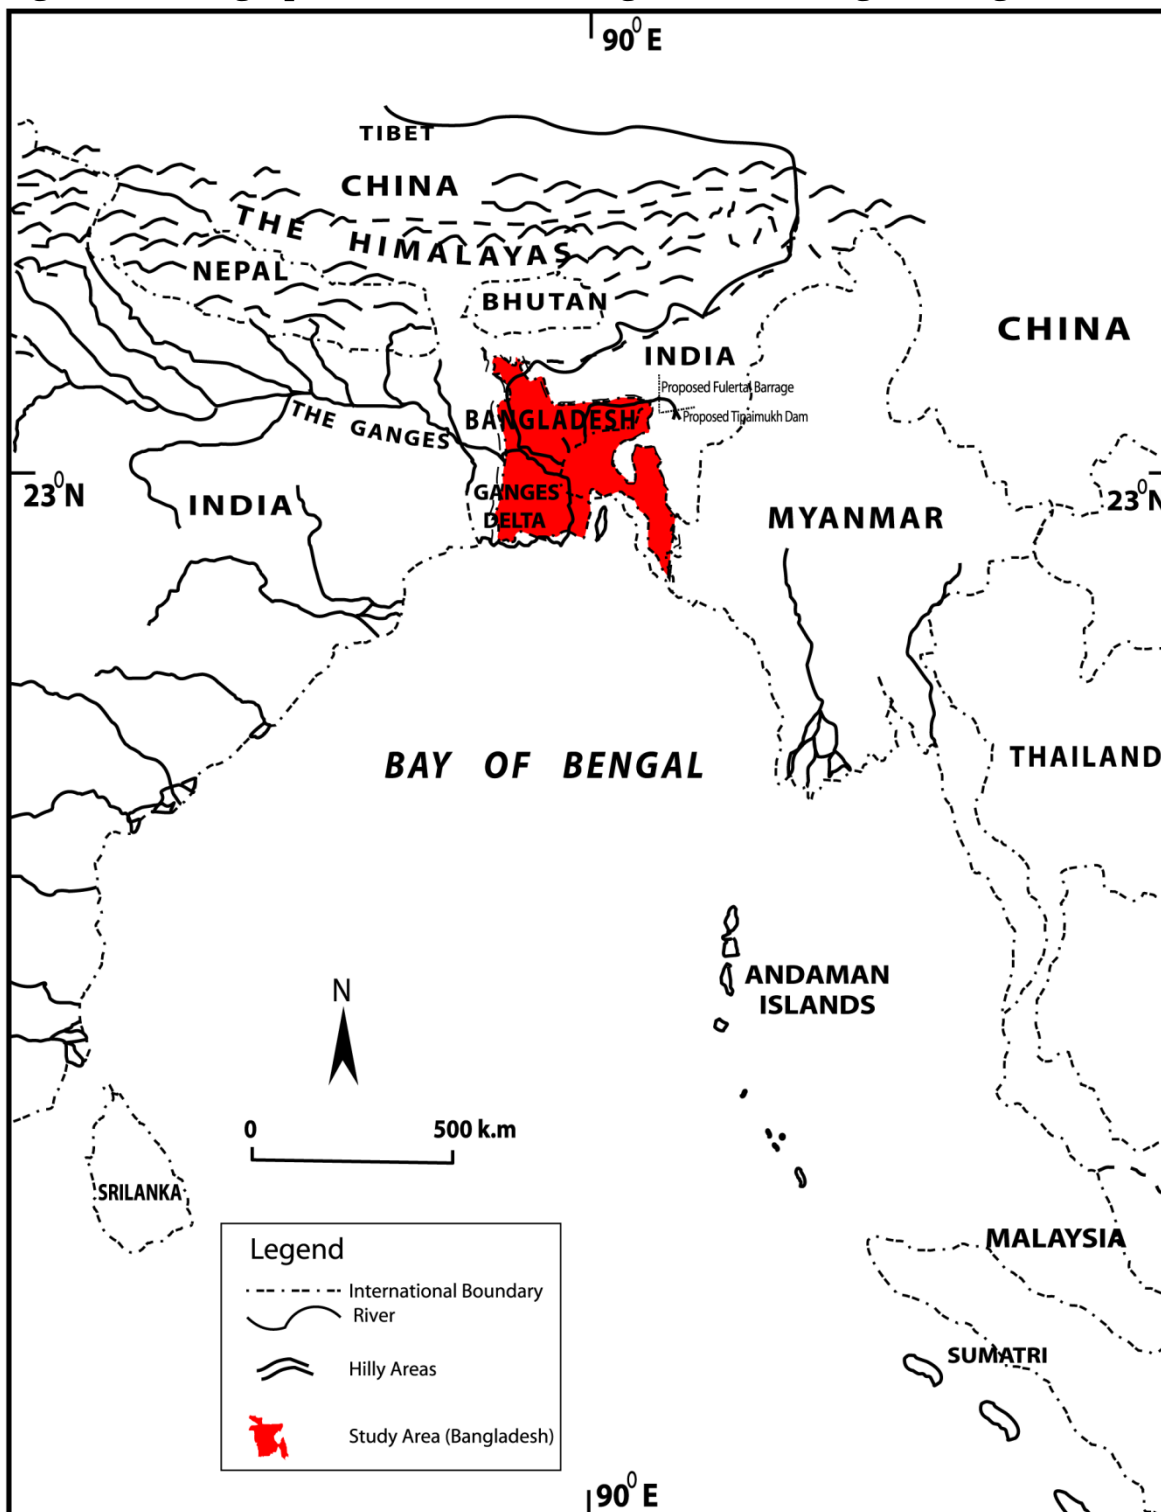 90⁰ E
TIBET
CHINA
THE HIMALAYAS
NEPAL
BHUTAN
CHINA
INDIA
Proposed Fulertal Barrage
BANGLADESH
Proposed Tipaimukh Dam
THE GANGES
23⁰N
INDIA
GANGES
DELTA
MYANMAR
23⁰N
BAY OF BENGAL
THAILAND
ANDAMAN
ISLANDS
N
0 500 k.m
SRILANKA
MALAYSIA
Legend
International Boundary
River
Hilly Areas
Study Area (Bangladesh)
SUMATRI
90⁰ E